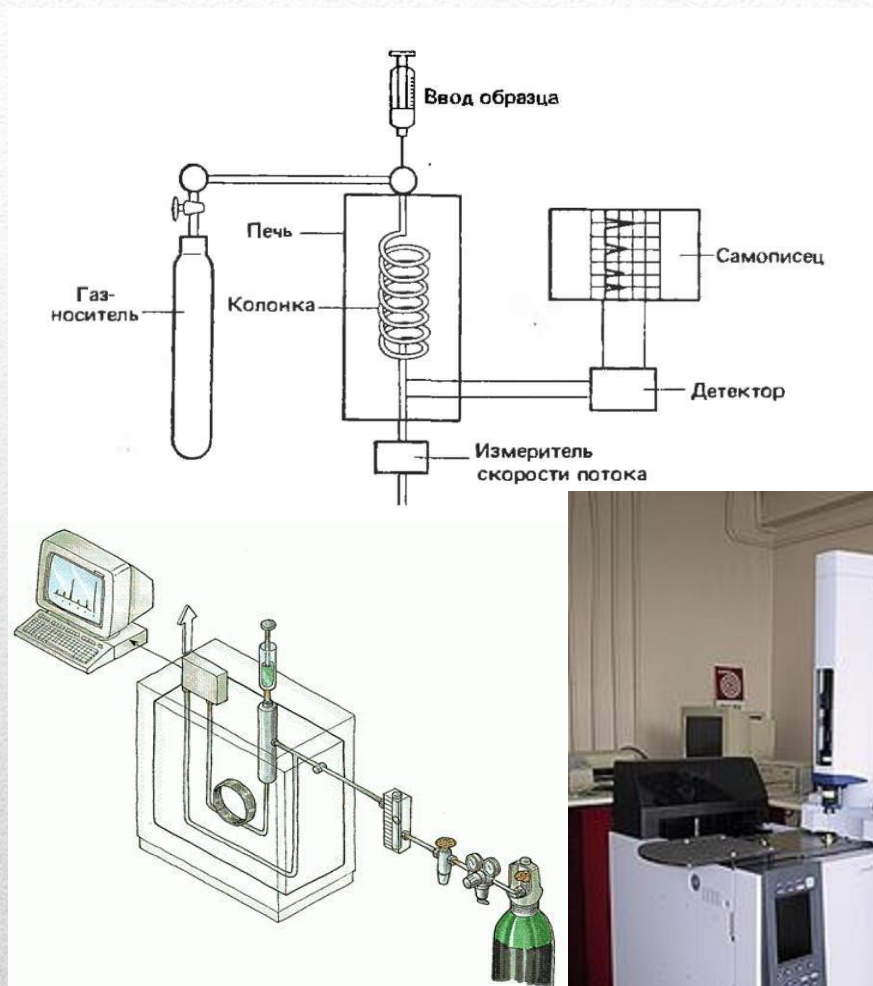 Ввод образца
Печь
Самописец
Газ-
носитель
Колонка
Детектор
Измеритель
скорости потока